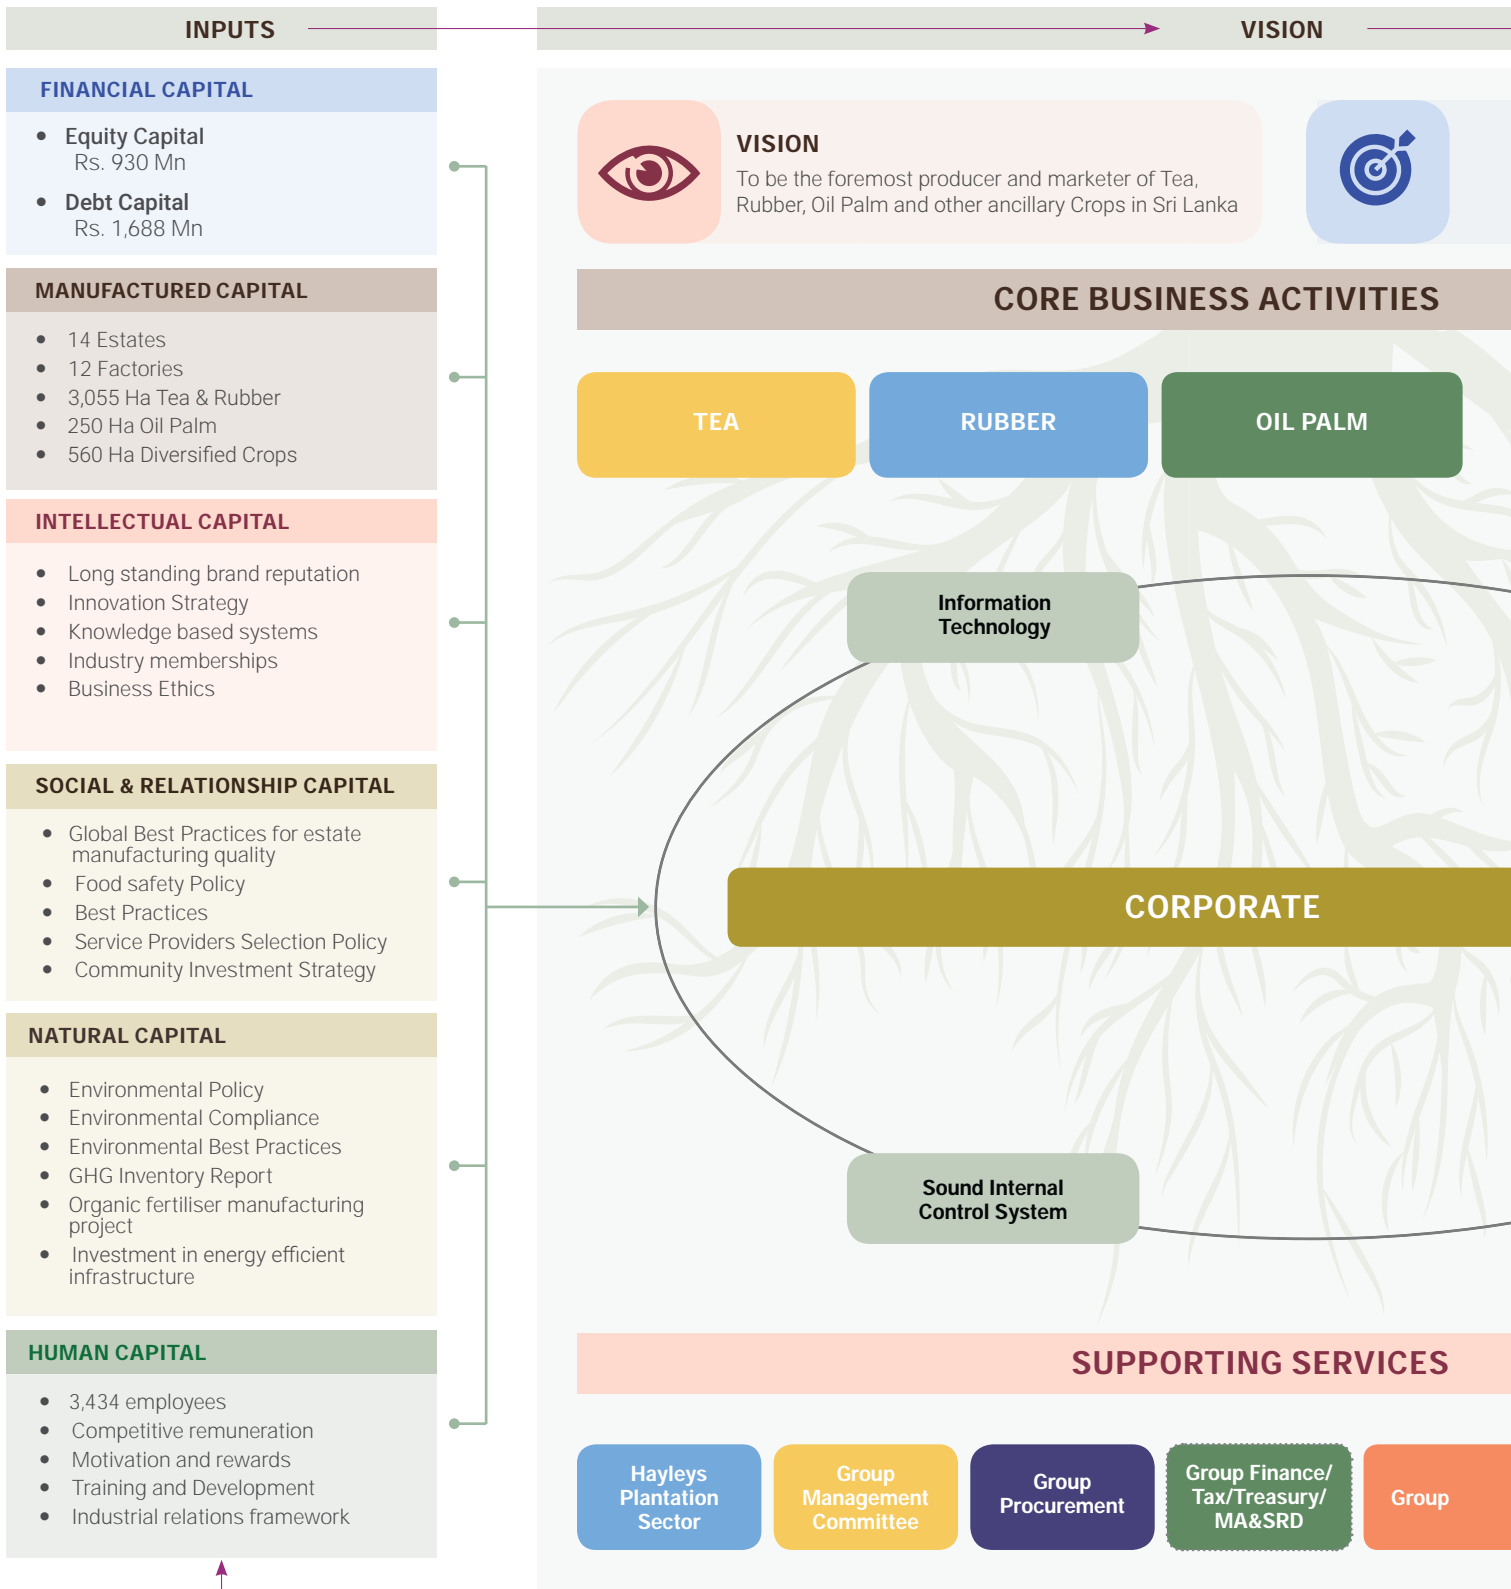 INPUTS
VISION
FINANCIAL CAPITAL
• Equity Capital
Rs. 930 Mn
• Debt Capital
Rs. 1,688 Mn
MANUFACTURED CAPITAL
• 14 Estates
• 12 Factories
• 3,055 Ha Tea & Rubber
• 250 Ha Oil Palm
• 560 Ha Diversified Crops
INTELLECTUAL CAPITAL
• Long standing brand reputation
• Innovation Strategy
• Knowledge based systems
• Industry memberships
• Business Ethics
SOCIAL & RELATIONSHIP CAPITAL
• Global Best Practices for estate
manufacturing quality
• Food safety Policy
• Best Practices
• Service Providers Selection Policy
• Community Investment Strategy
NATURAL CAPITAL
• Environmental Policy
• Environmental Compliance
• Environmental Best Practices
• GHG Inventory Report
• Organic fertiliser manufacturing
project
• Investment in energy efficient
infrastructure
HUMAN CAPITAL
• 3,434 employees
• Competitive remuneration
• Motivation and rewards
• Training and Development
• Industrial relations framework
VISION
To be the foremost producer and marketer of Tea,
Rubber, Oil Palm and other ancillary Crops in Sri Lanka
CORE BUSINESS ACTIVITIES
TEA
RUBBER
OIL PALM
Information
Technology
CORPORATE
Sound Internal
Control System
SUPPORTING SERVICES
Hayleys
Plantation
Sector
Group
Management
Committee
Group
Procurement
Group Finance/
Tax/Treasury/
MA&SRD
Group